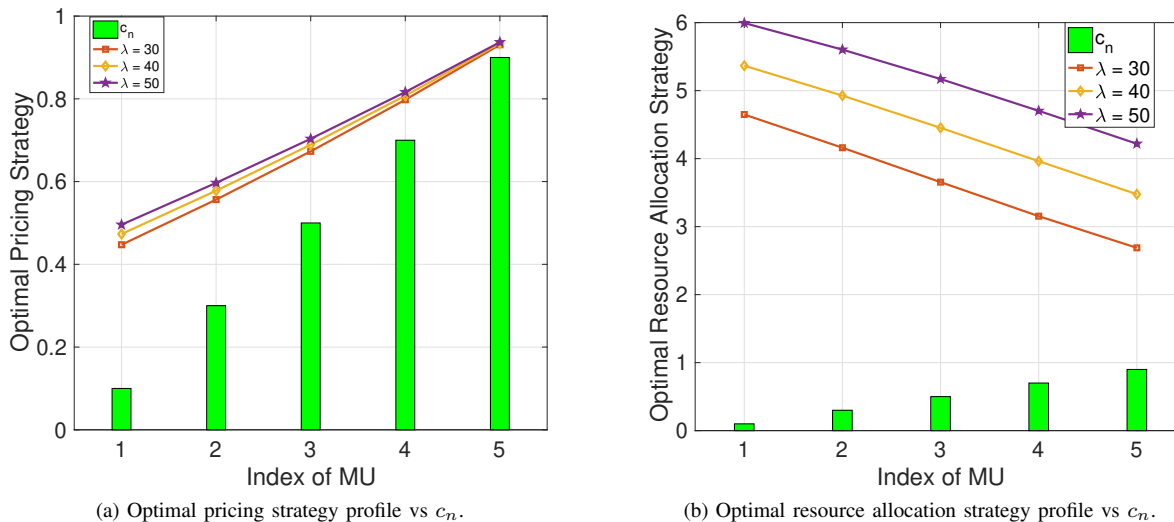 1
0.8
0.6
0.4
0.2
0
Optimal Pricing Strategy
c_n
λ = 30
λ = 40
λ = 50
1 2 3 4 5
Index of MU
(a) Optimal pricing strategy profile vs c_n.
6
5
4
3
2
1
0
Optimal Resource Allocation Strategy
c_n
λ = 30
λ = 40
λ = 50
1 2 3 4 5
Index of MU
(b) Optimal resource allocation strategy profile vs c_n.